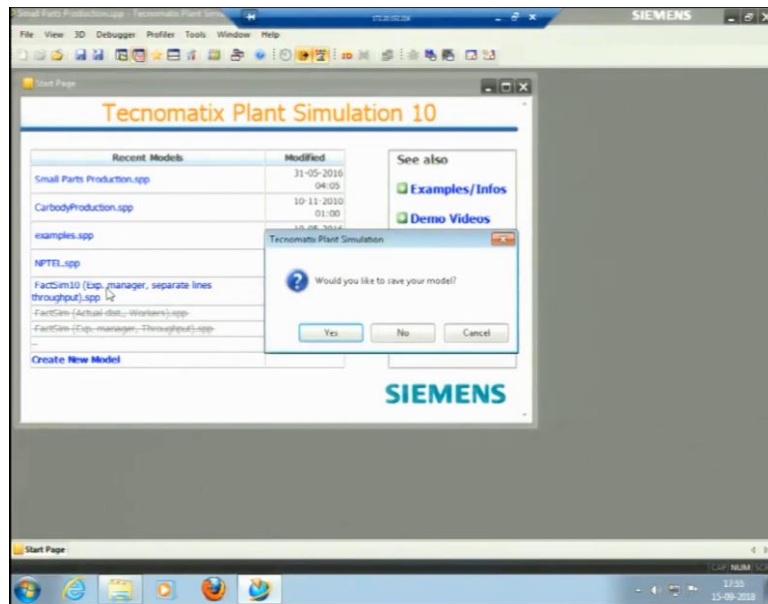 Small Parts Production.spp - Tecnomatix Plant Simu
SIEMENS
File View 3D Debugger Profiler Tools Window Help
Start Page
Tecnomatix Plant Simulation 10
Recent Models Modified
Small Parts Production.spp 31-05-2016 04:05
CarbodyProduction.spp 10-11-2010 01:00
examples.spp
NPTEL.spp
FactSim10 (Exp. manager, separate lines
throughput).spp
FactSim (Actual dist., Workers).spp
FactSim (Exp. manager, Throughput).spp
...
Create New Model
See also
Examples/Infos
Demo Videos
Tecnomatix Plant Simulation
Would you like to save your model?
Yes No Cancel
SIEMENS
Start Page
CAP NUM
17:55
15-09-2018